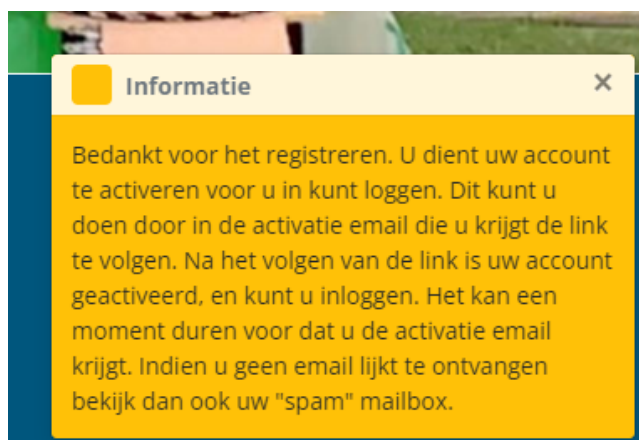 Informatie ×
Bedankt voor het registreren. U dient uw account
te activeren voor u in kunt loggen. Dit kunt u
doen door in de activatie email die u krijgt de link
te volgen. Na het volgen van de link is uw account
geactiveerd, en kunt u inloggen. Het kan een
moment duren voor dat u de activatie email
krijgt. Indien u geen email lijkt te ontvangen
bekijk dan ook uw "spam" mailbox.